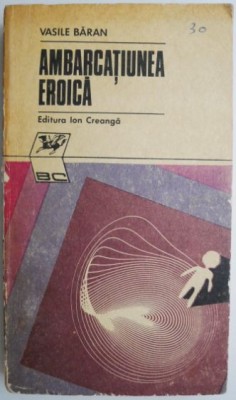 VASILE BĂRAN
30
AMBARCAȚIUNEA
EROICĂ
Editura Ion Creangă
BC